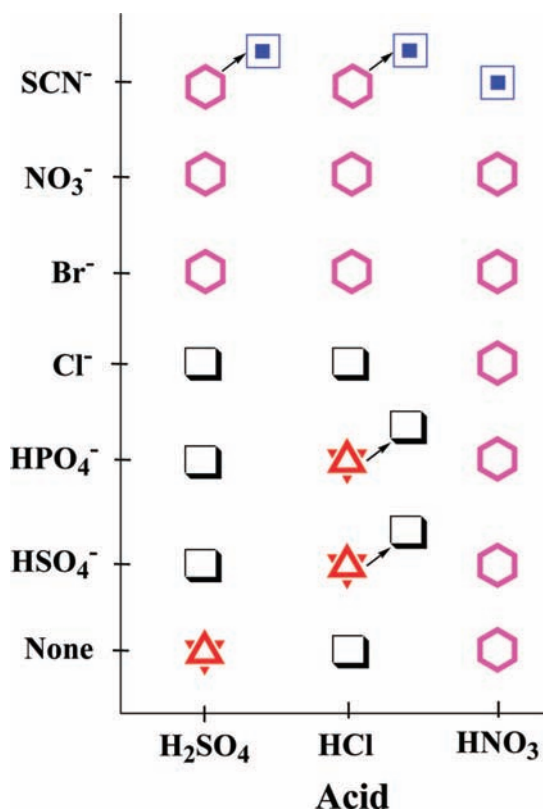 SCN⁻
NO₃⁻
Br⁻
Cl⁻
HPO₄⁻
HSO₄⁻
None
H₂SO₄ HCl HNO₃
Acid